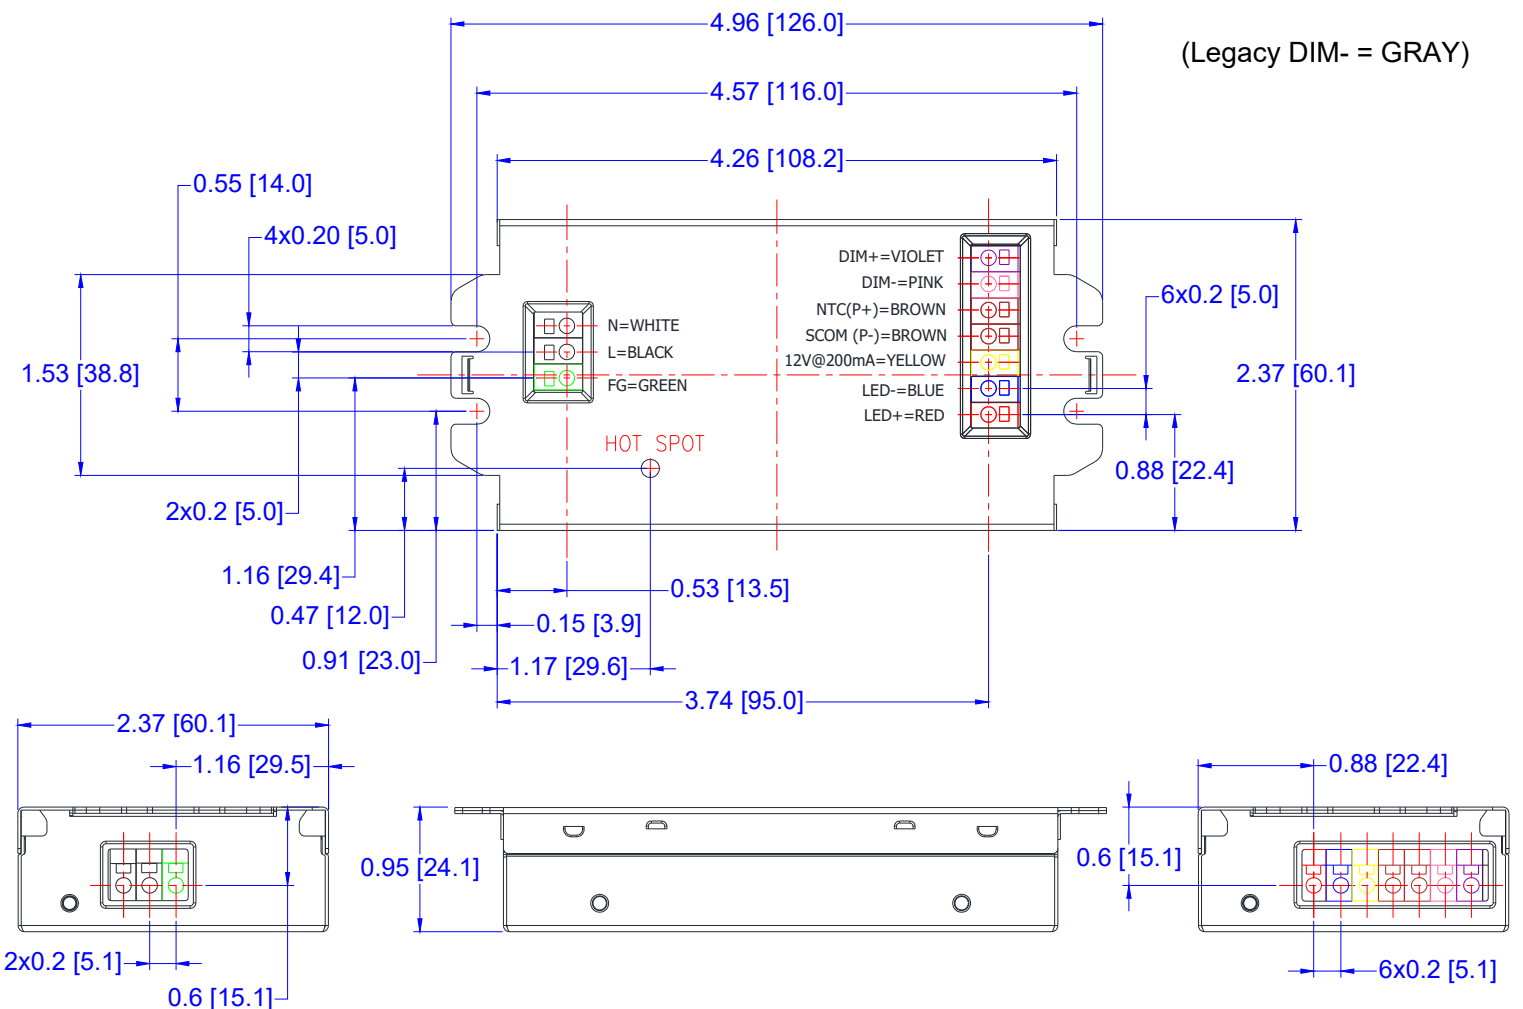 4.96 [126.0]
(Legacy DIM- = GRAY)
4.57 [116.0]
4.26 [108.2]
0.55 [14.0]
4x0.20 [5.0]
DIM+=VIOLET
DIM-=PINK
6x0.2 [5.0]
NTC(P+)=BROWN
N=WHITE
SCOM (P-)=BROWN
L=BLACK
12V@200mA=YELLOW
1.53 [38.8]
2.37 [60.1]
FG=GREEN
LED-=BLUE
LED+=RED
HOT SPOT
0.88 [22.4]
2x0.2 [5.0]
1.16 [29.4]
0.53 [13.5]
0.47 [12.0]
0.15 [3.9]
0.91 [23.0]
1.17 [29.6]
3.74 [95.0]
2.37 [60.1]
1.16 [29.5]
0.88 [22.4]
0.95 [24.1]
0.6 [15.1]
2x0.2 [5.1]
6x0.2 [5.1]
0.6 [15.1]